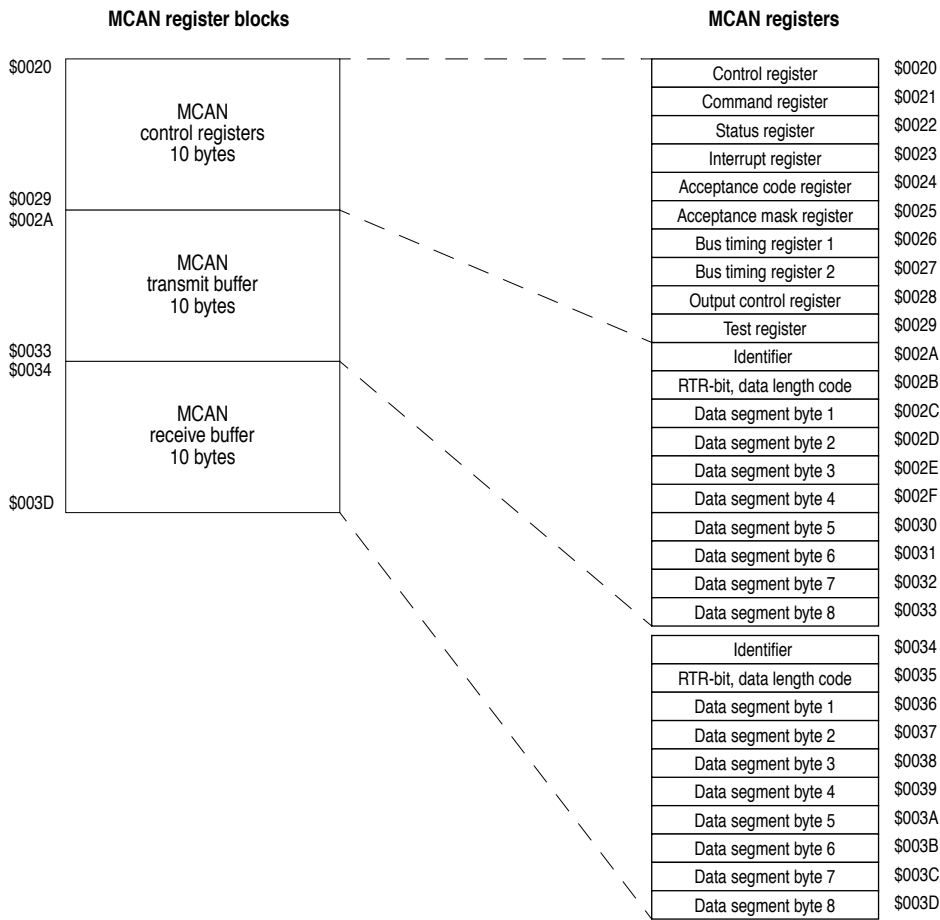 MCAN register blocks
$0020
MCAN
control registers
10 bytes
$0029
$002A
MCAN
transmit buffer
10 bytes
$0033
$0034
MCAN
receive buffer
10 bytes
$003D
MCAN registers
Control register $0020
Command register $0021
Status register $0022
Interrupt register $0023
Acceptance code register $0024
Acceptance mask register $0025
Bus timing register 1 $0026
Bus timing register 2 $0027
Output control register $0028
Test register $0029
Identifier $002A
RTR-bit, data length code $002B
Data segment byte 1 $002C
Data segment byte 2 $002D
Data segment byte 3 $002E
Data segment byte 4 $002F
Data segment byte 5 $0030
Data segment byte 6 $0031
Data segment byte 7 $0032
Data segment byte 8 $0033
Identifier $0034
RTR-bit, data length code $0035
Data segment byte 1 $0036
Data segment byte 2 $0037
Data segment byte 3 $0038
Data segment byte 4 $0039
Data segment byte 5 $003A
Data segment byte 6 $003B
Data segment byte 7 $003C
Data segment byte 8 $003D